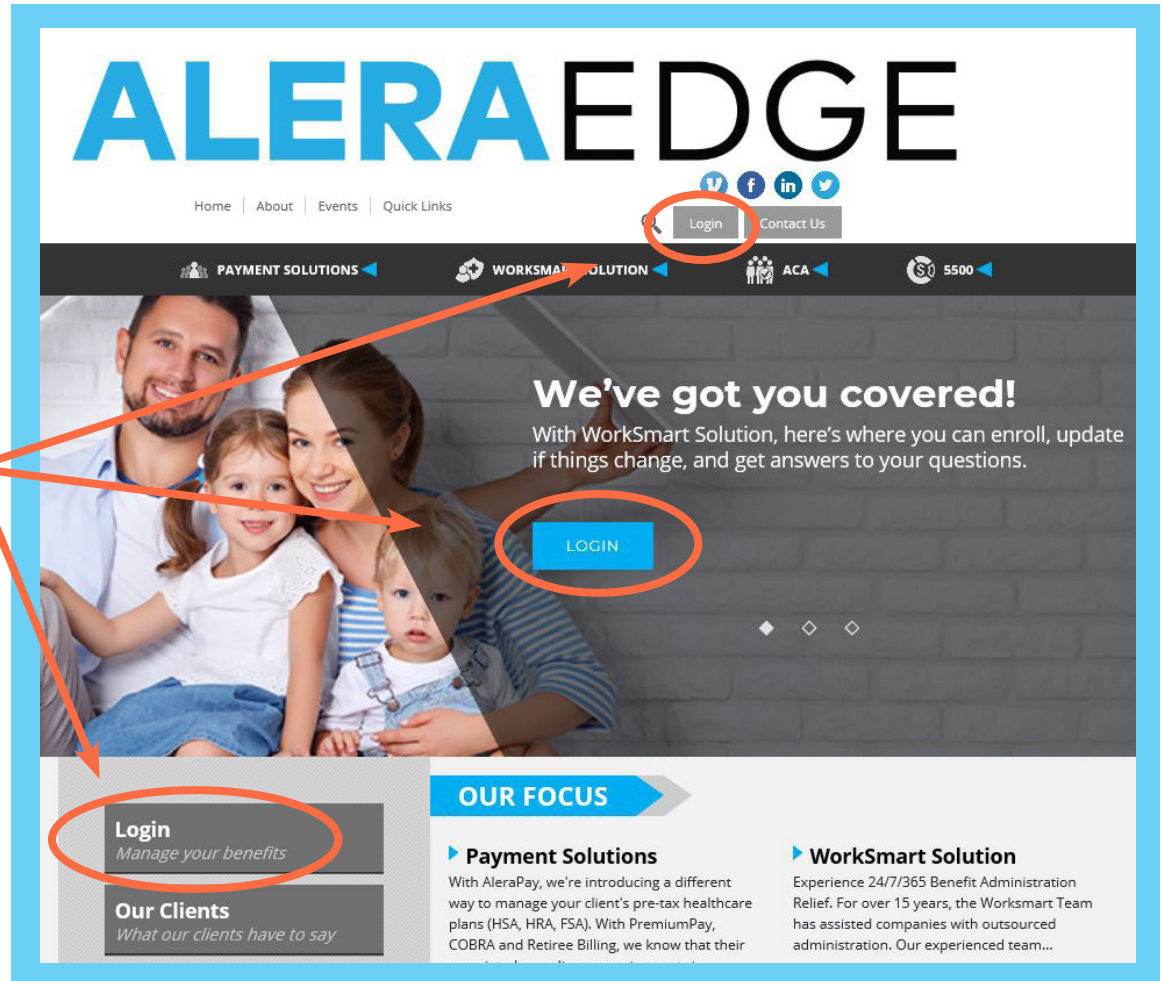 ALERAEDGE
Home About Events Quick Links
Login Contact Us
PAYMENT SOLUTIONS WORKSMART SOLUTION ACA 5500
We've got you covered!
With WorkSmart Solution, here's where you can enroll, update
if things change, and get answers to your questions.
LOGIN
Login
Manage your benefits
Our Clients
What our clients have to say
OUR FOCUS
Payment Solutions
With AleraPay, we're introducing a different
way to manage your client's pre-tax healthcare
plans (HSA, HRA, FSA). With PremiumPay,
COBRA and Retiree Billing, we know that their
WorkSmart Solution
Experience 24/7/365 Benefit Administration
Relief. For over 15 years, the Worksmart Team
has assisted companies with outsourced
administration. Our experienced team...